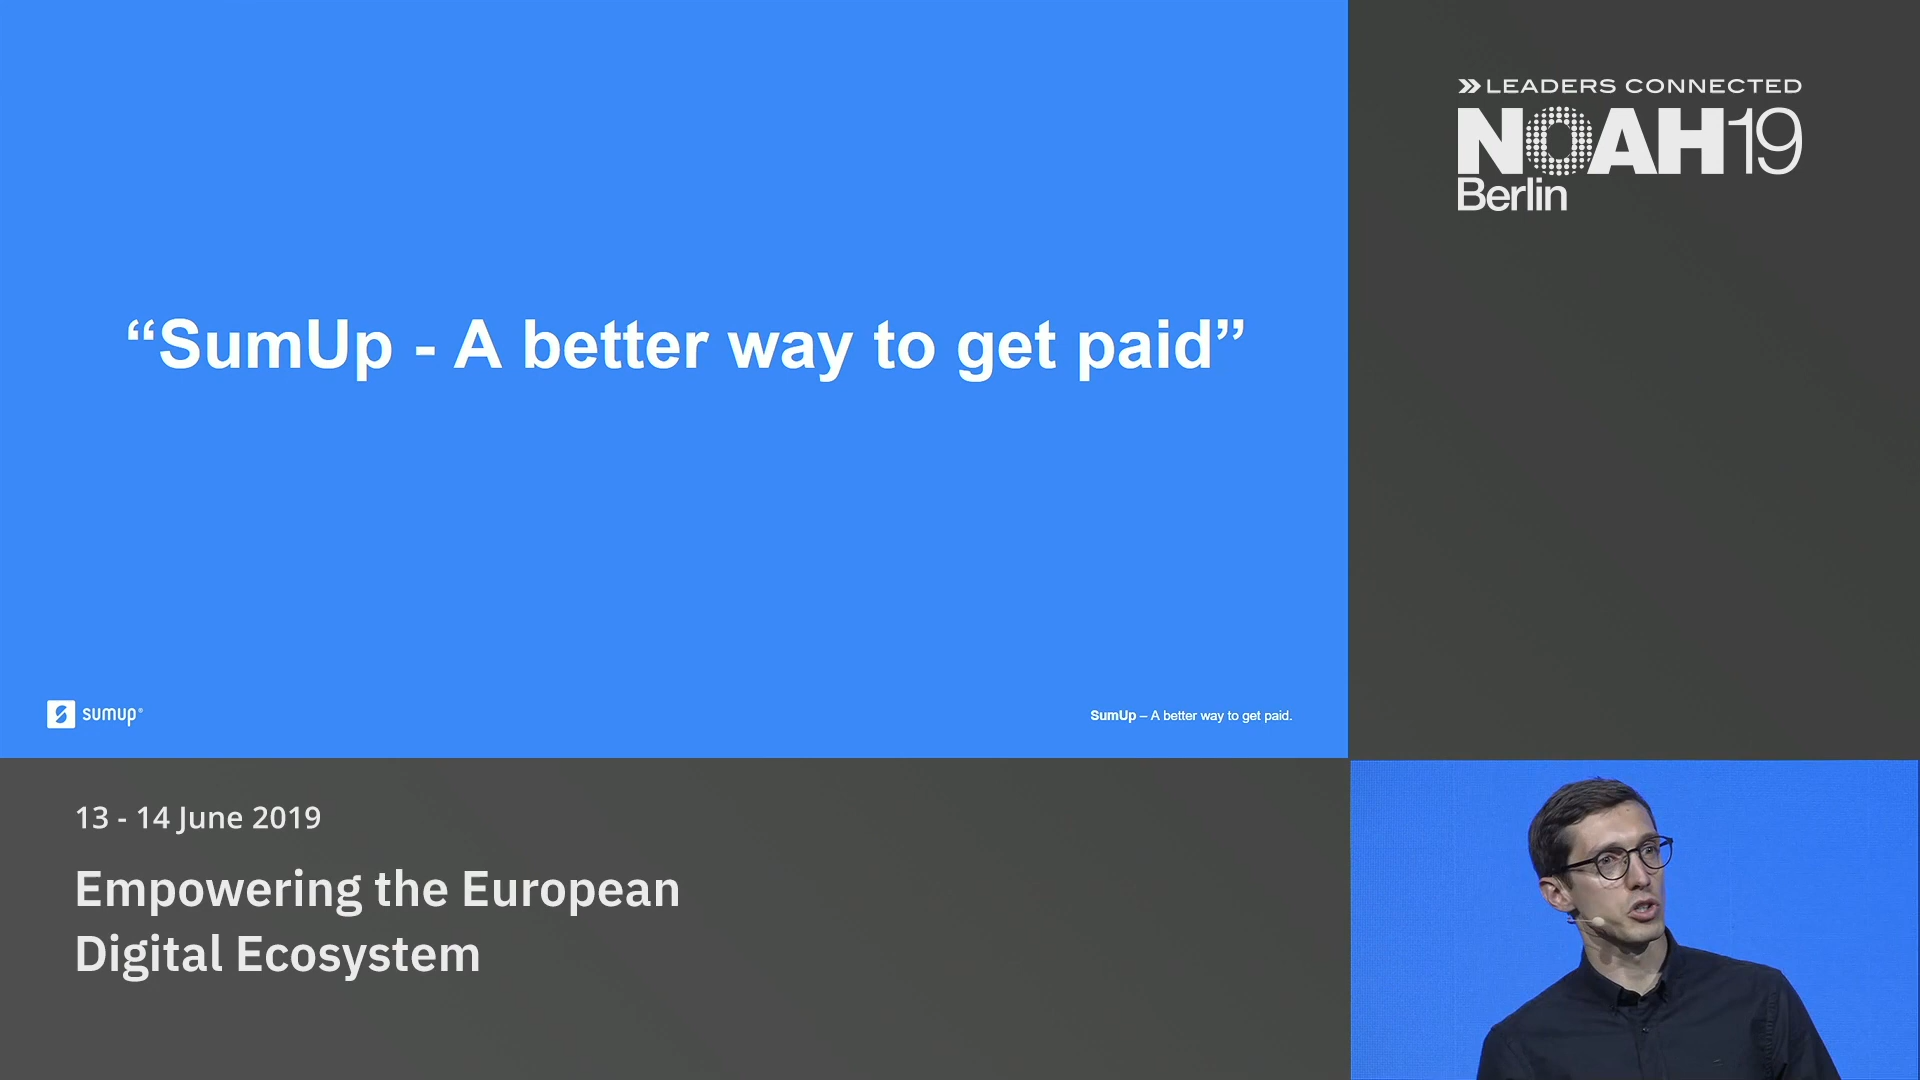 “SumUp - A better way to get paid”
sumup®
SumUp – A better way to get paid.
LEADERS CONNECTED
NOAH19
Berlin
13 - 14 June 2019
Empowering the European
Digital Ecosystem